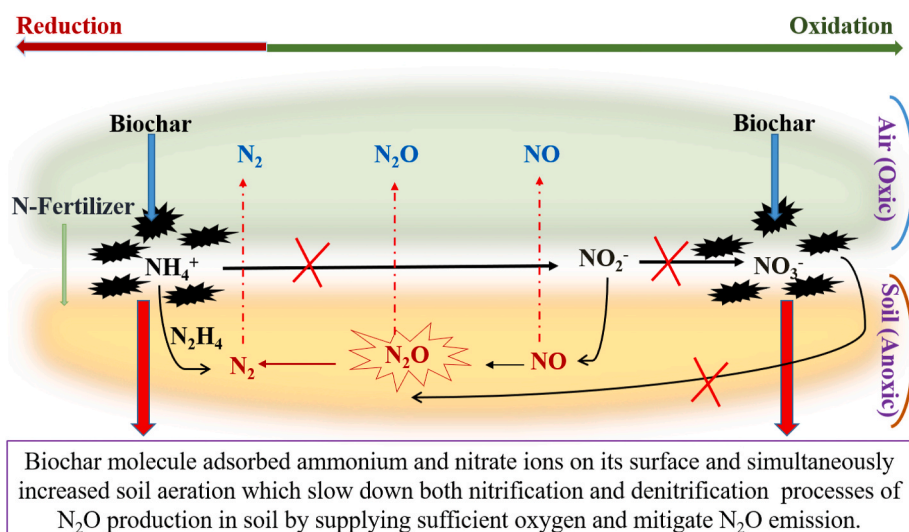 Reduction Oxidation
Biochar Biochar
N₂ N₂O NO
Air (Oxic)
N-Fertilizer
NH₄⁺ NO₂⁻ NO₃⁻
N₂H₄
N₂ N₂O NO
Soil (Anoxic)
Biochar molecule adsorbed ammonium and nitrate ions on its surface and simultaneously
increased soil aeration which slow down both nitrification and denitrification processes of
N₂O production in soil by supplying sufficient oxygen and mitigate N₂O emission.